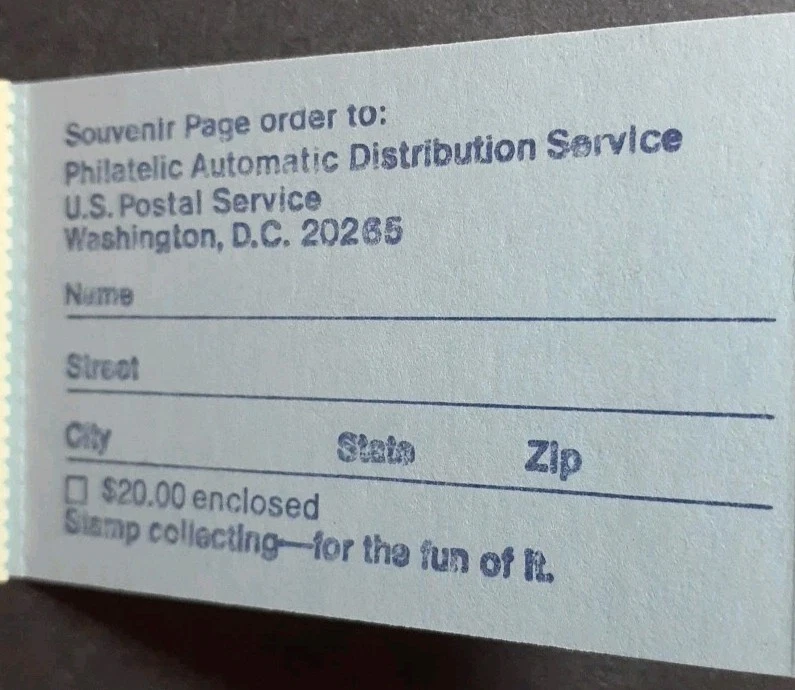 Souvenir Page order to:
Philatelic Automatic Distribution Service
U.S. Postal Service
Washington, D.C. 20265
Name
Street
City State Zip
☐ $20.00 enclosed
Stamp collecting—for the fun of it.